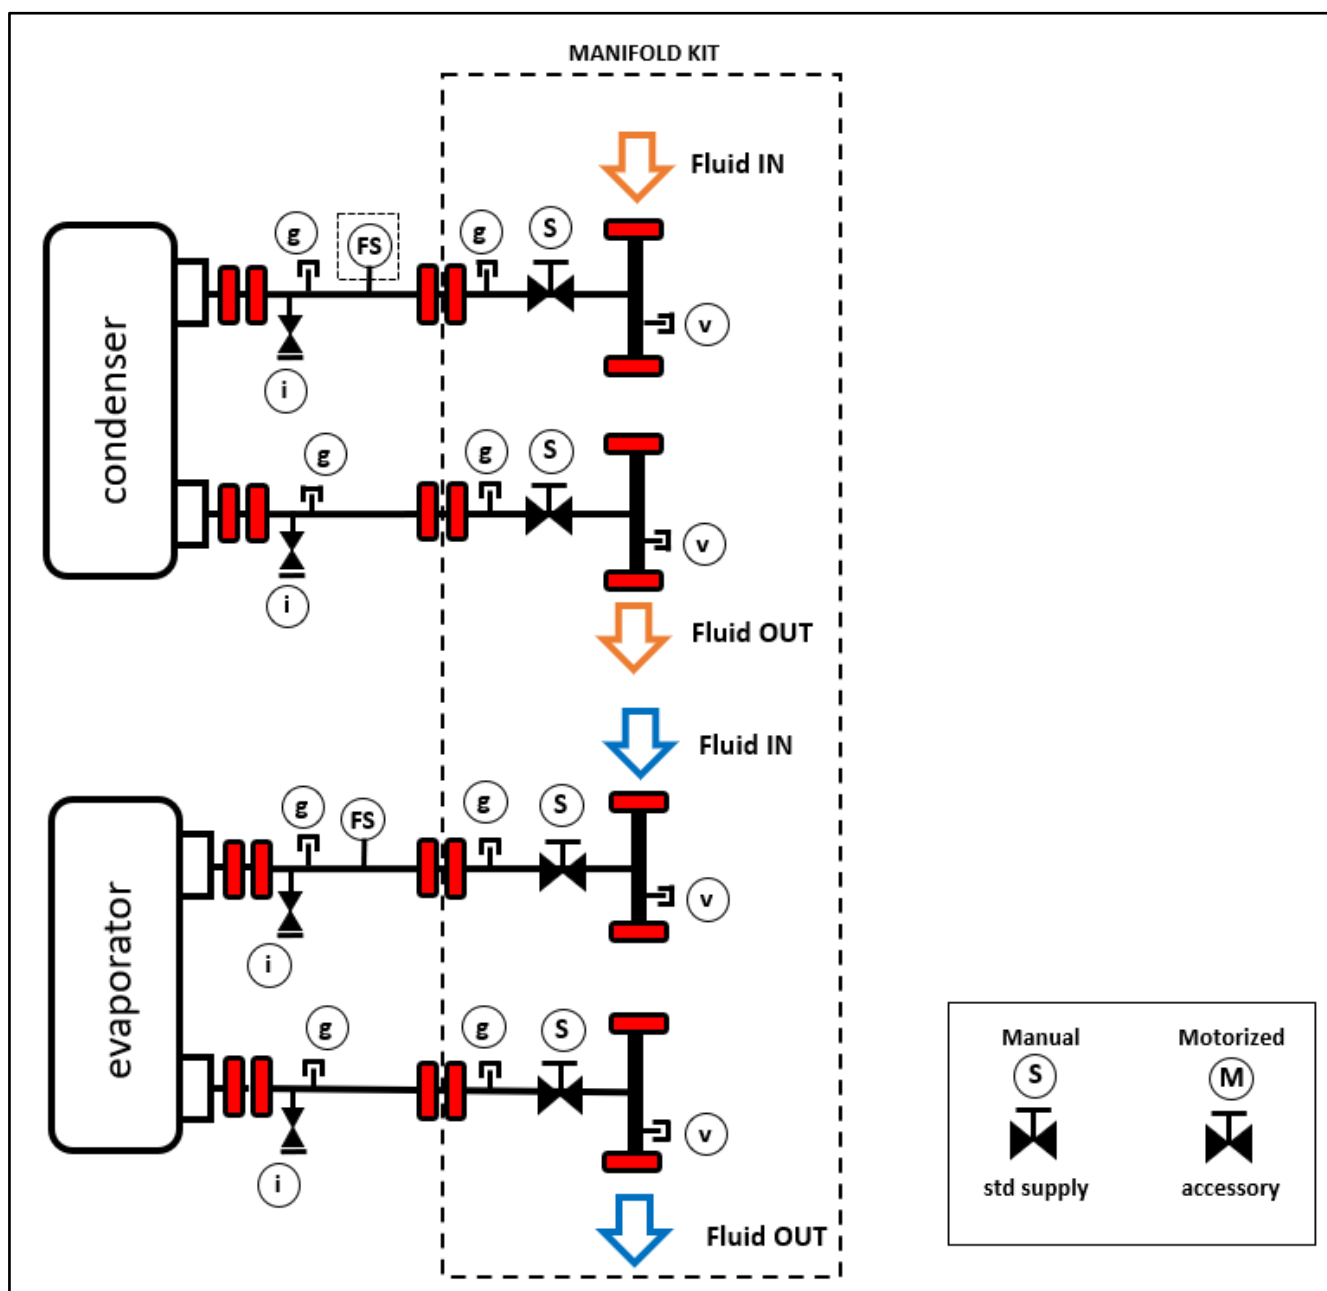 MANIFOLD KIT
Fluid IN
g
FS
g
S
v
i
condenser
g
g
S
v
i
Fluid OUT
Fluid IN
g
FS
g
S
v
i
evaporator
g
g
S
v
i
Fluid OUT
Manual
Motorized
S
M
std supply
accessory